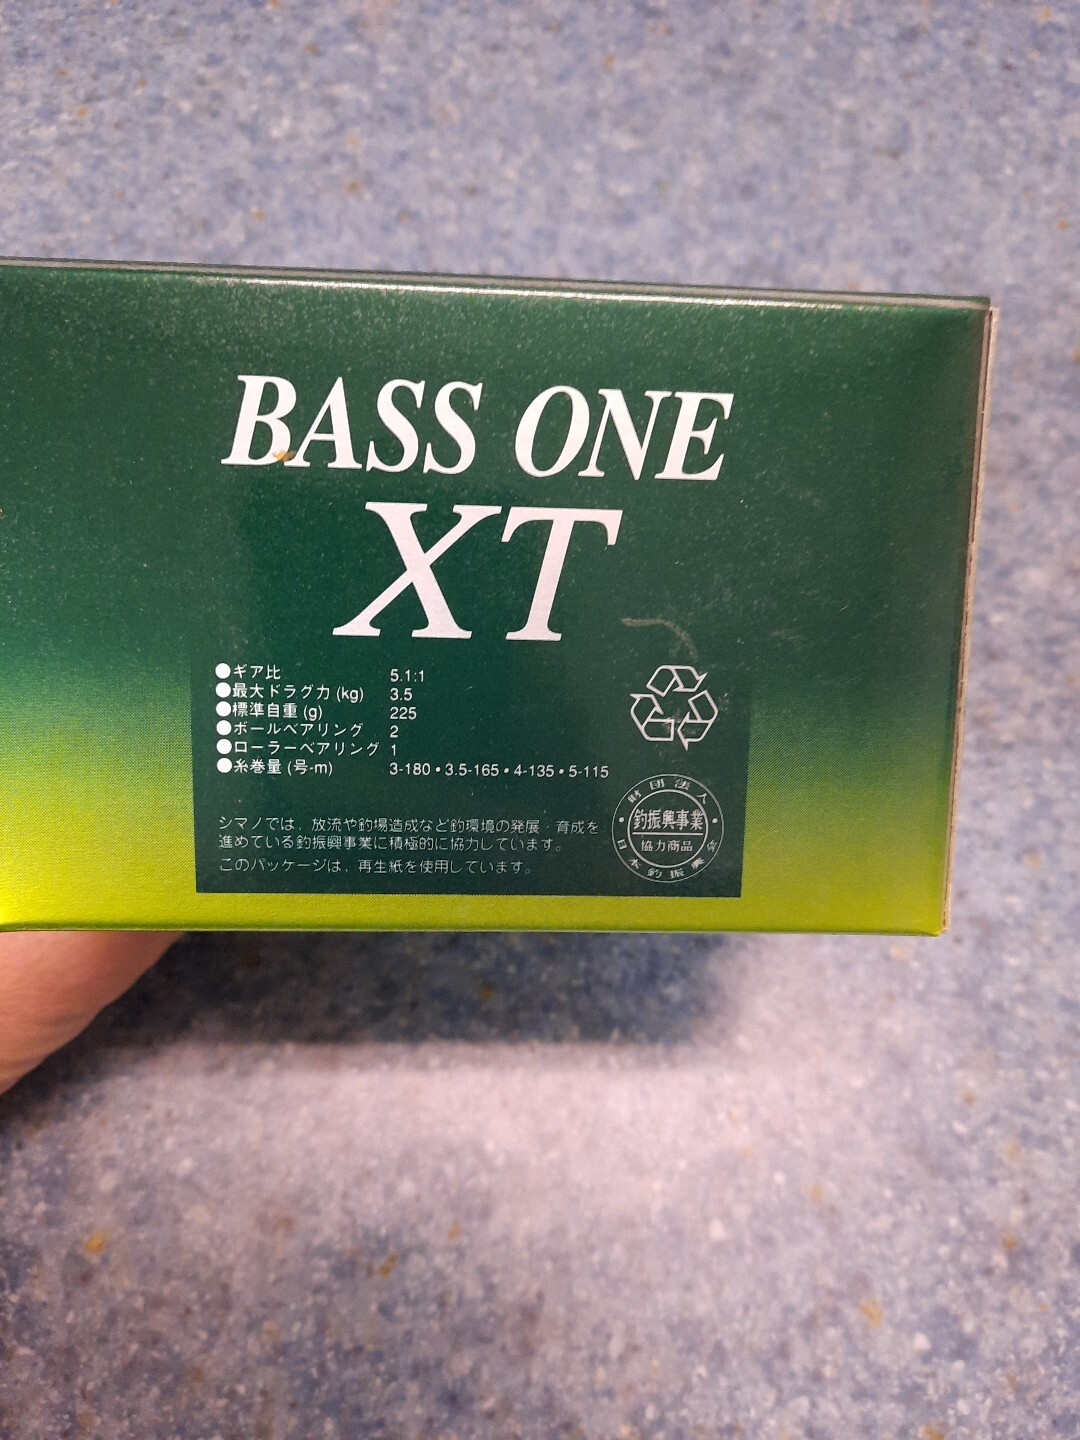 BASS ONE
XT
●ギア比 5.1:1
●最大ドラグ力 (kg) 3.5
●標準自重 (g) 225
●ボールベアリング 2
●ローラーベアリング 1
●糸巻量 (号-m) 3-180・3.5-165・4-135・5-115
シマノでは、放流や釣場造成など釣環境の発展・育成を
進めている釣振興事業に積極的に協力しています。
このパッケージは、再生紙を使用しています。
財団法人
釣振興事業
協力商品
日本釣振興会